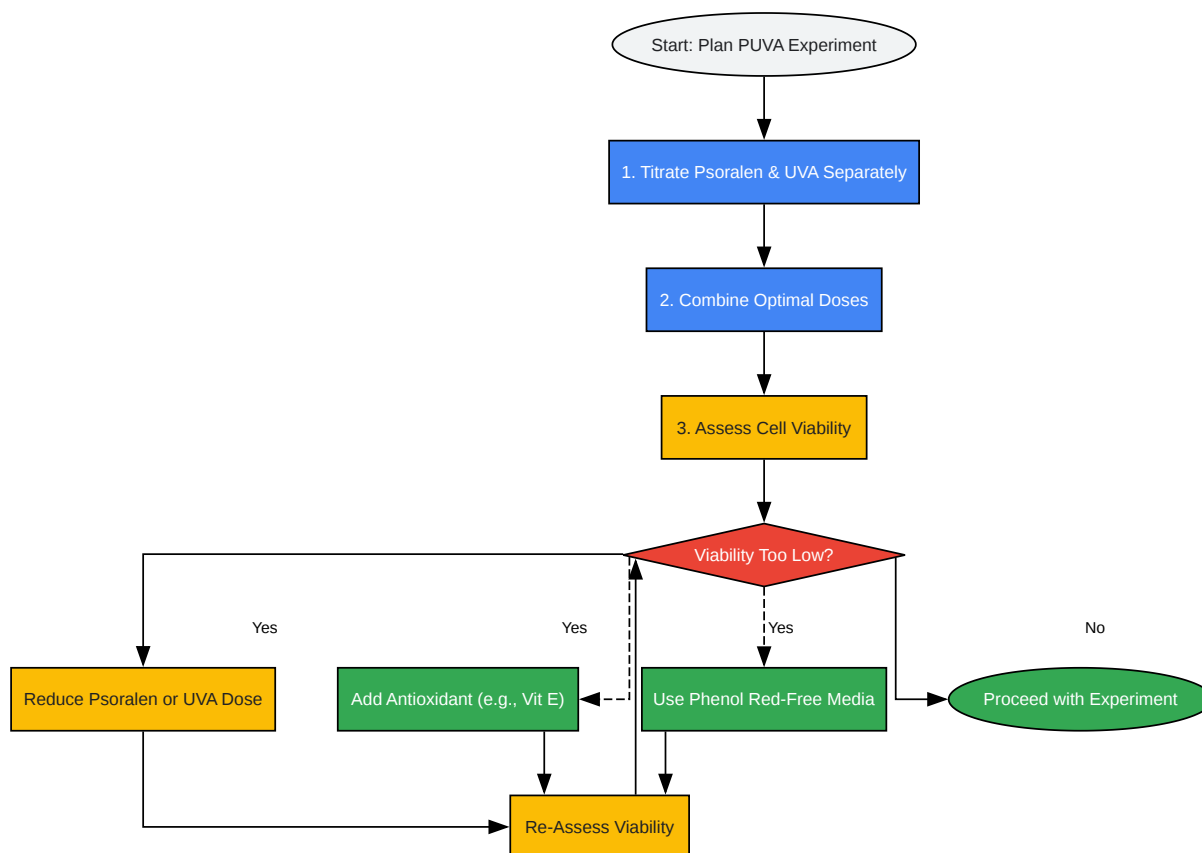 Start: Plan PUVA Experiment
1. Titrate Psoralen & UVA Separately
2. Combine Optimal Doses
3. Assess Cell Viability
Viability Too Low?
Yes
Yes
Yes
No
Reduce Psoralen or UVA Dose
Add Antioxidant (e.g., Vit E)
Use Phenol Red-Free Media
Proceed with Experiment
Re-Assess Viability